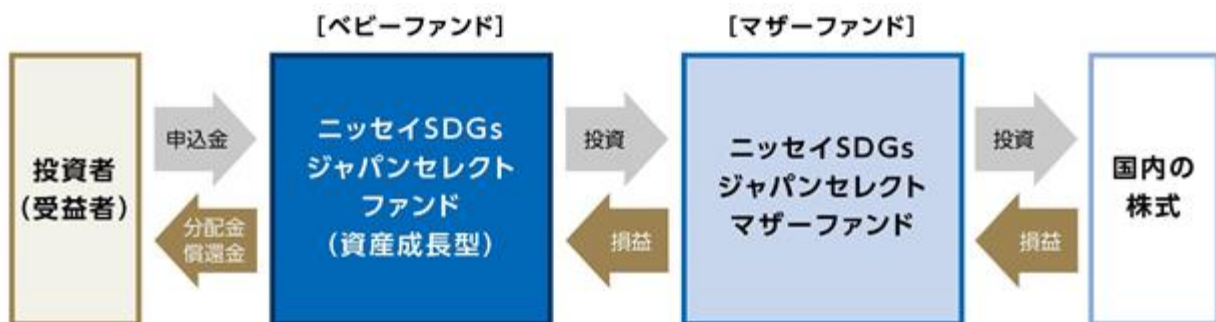 [ベビーファンド]
[マザーファンド]
投資者
(受益者)
申込金
分配金
償還金
ニッセイSDGs
ジャパンセレクト
ファンド
(資産成長型)
投資
損益
ニッセイSDGs
ジャパンセレクト
マザーファンド
投資
損益
国内の
株式